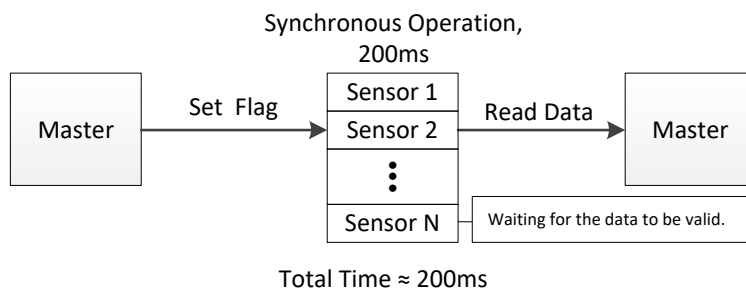 Synchronous Operation,
200ms
Master
Set Flag
Sensor 1
Sensor 2
Sensor N
Read Data
Master
Waiting for the data to be valid.
Total Time ≈ 200ms